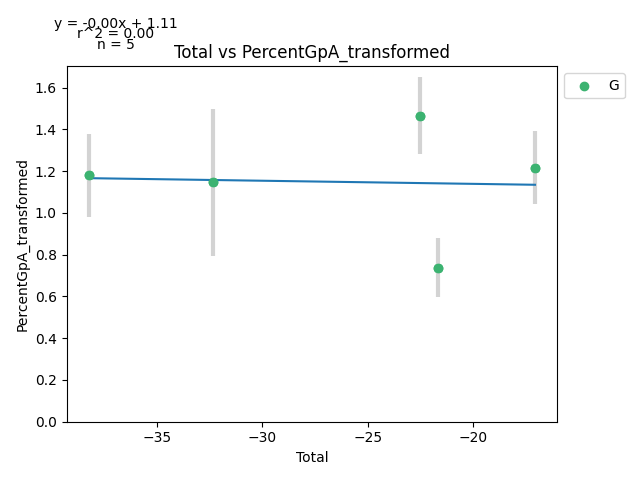 y = -0.00x + 1.11
r^2 = 0.00
n = 5
Total vs PercentGpA_transformed
G
PercentGpA_transformed
1.6
1.4
1.2
1.0
0.8
0.6
0.4
0.2
0.0
−35
−30
−25
−20
Total